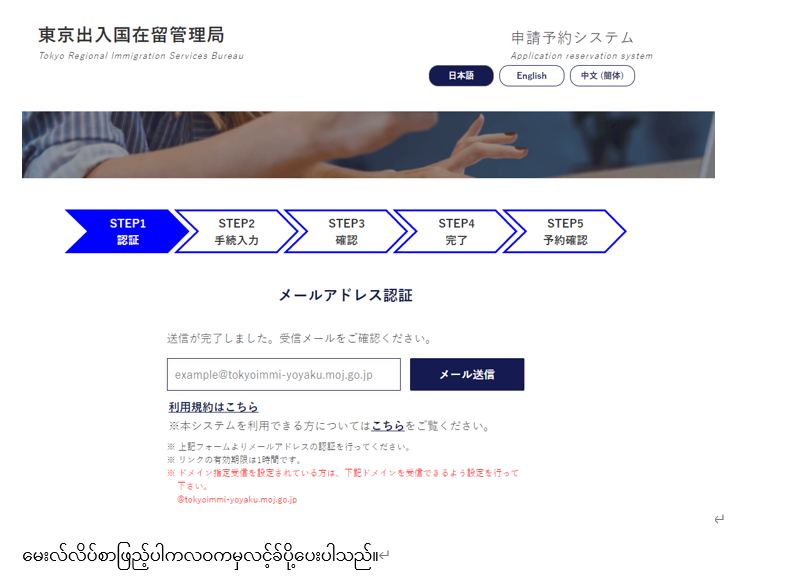 東京出入国在留管理局
Tokyo Regional Immigration Services Bureau
申請予約システム
Application reservation system
日本語
English
中文 (簡体)
STEP1
認証
STEP2
手続入力
STEP3
確認
STEP4
完了
STEP5
予約確認
メールアドレス認証
送信が完了しました。受信メールをご確認ください。
example@tokyoimmi-yoyaku.moj.go.jp
メール送信
利用規約はこちら
※本システムを利用できる方についてはこちらをご覧ください。
※ 上記フォームよりメールアドレスの認証を行ってください。
※ リンクの有効期限は1時間です。
※ ドメイン指定受信を設定されている方は、下記ドメインを受信できるよう設定を行って
下さい。
@tokyoimmi-yoyaku.moj.go.jp
↵
မေးလ်လိပ်စာဖြည့်ပါကလဝကမှလင့်ခ်ပို့ပေးပါသည်။↵